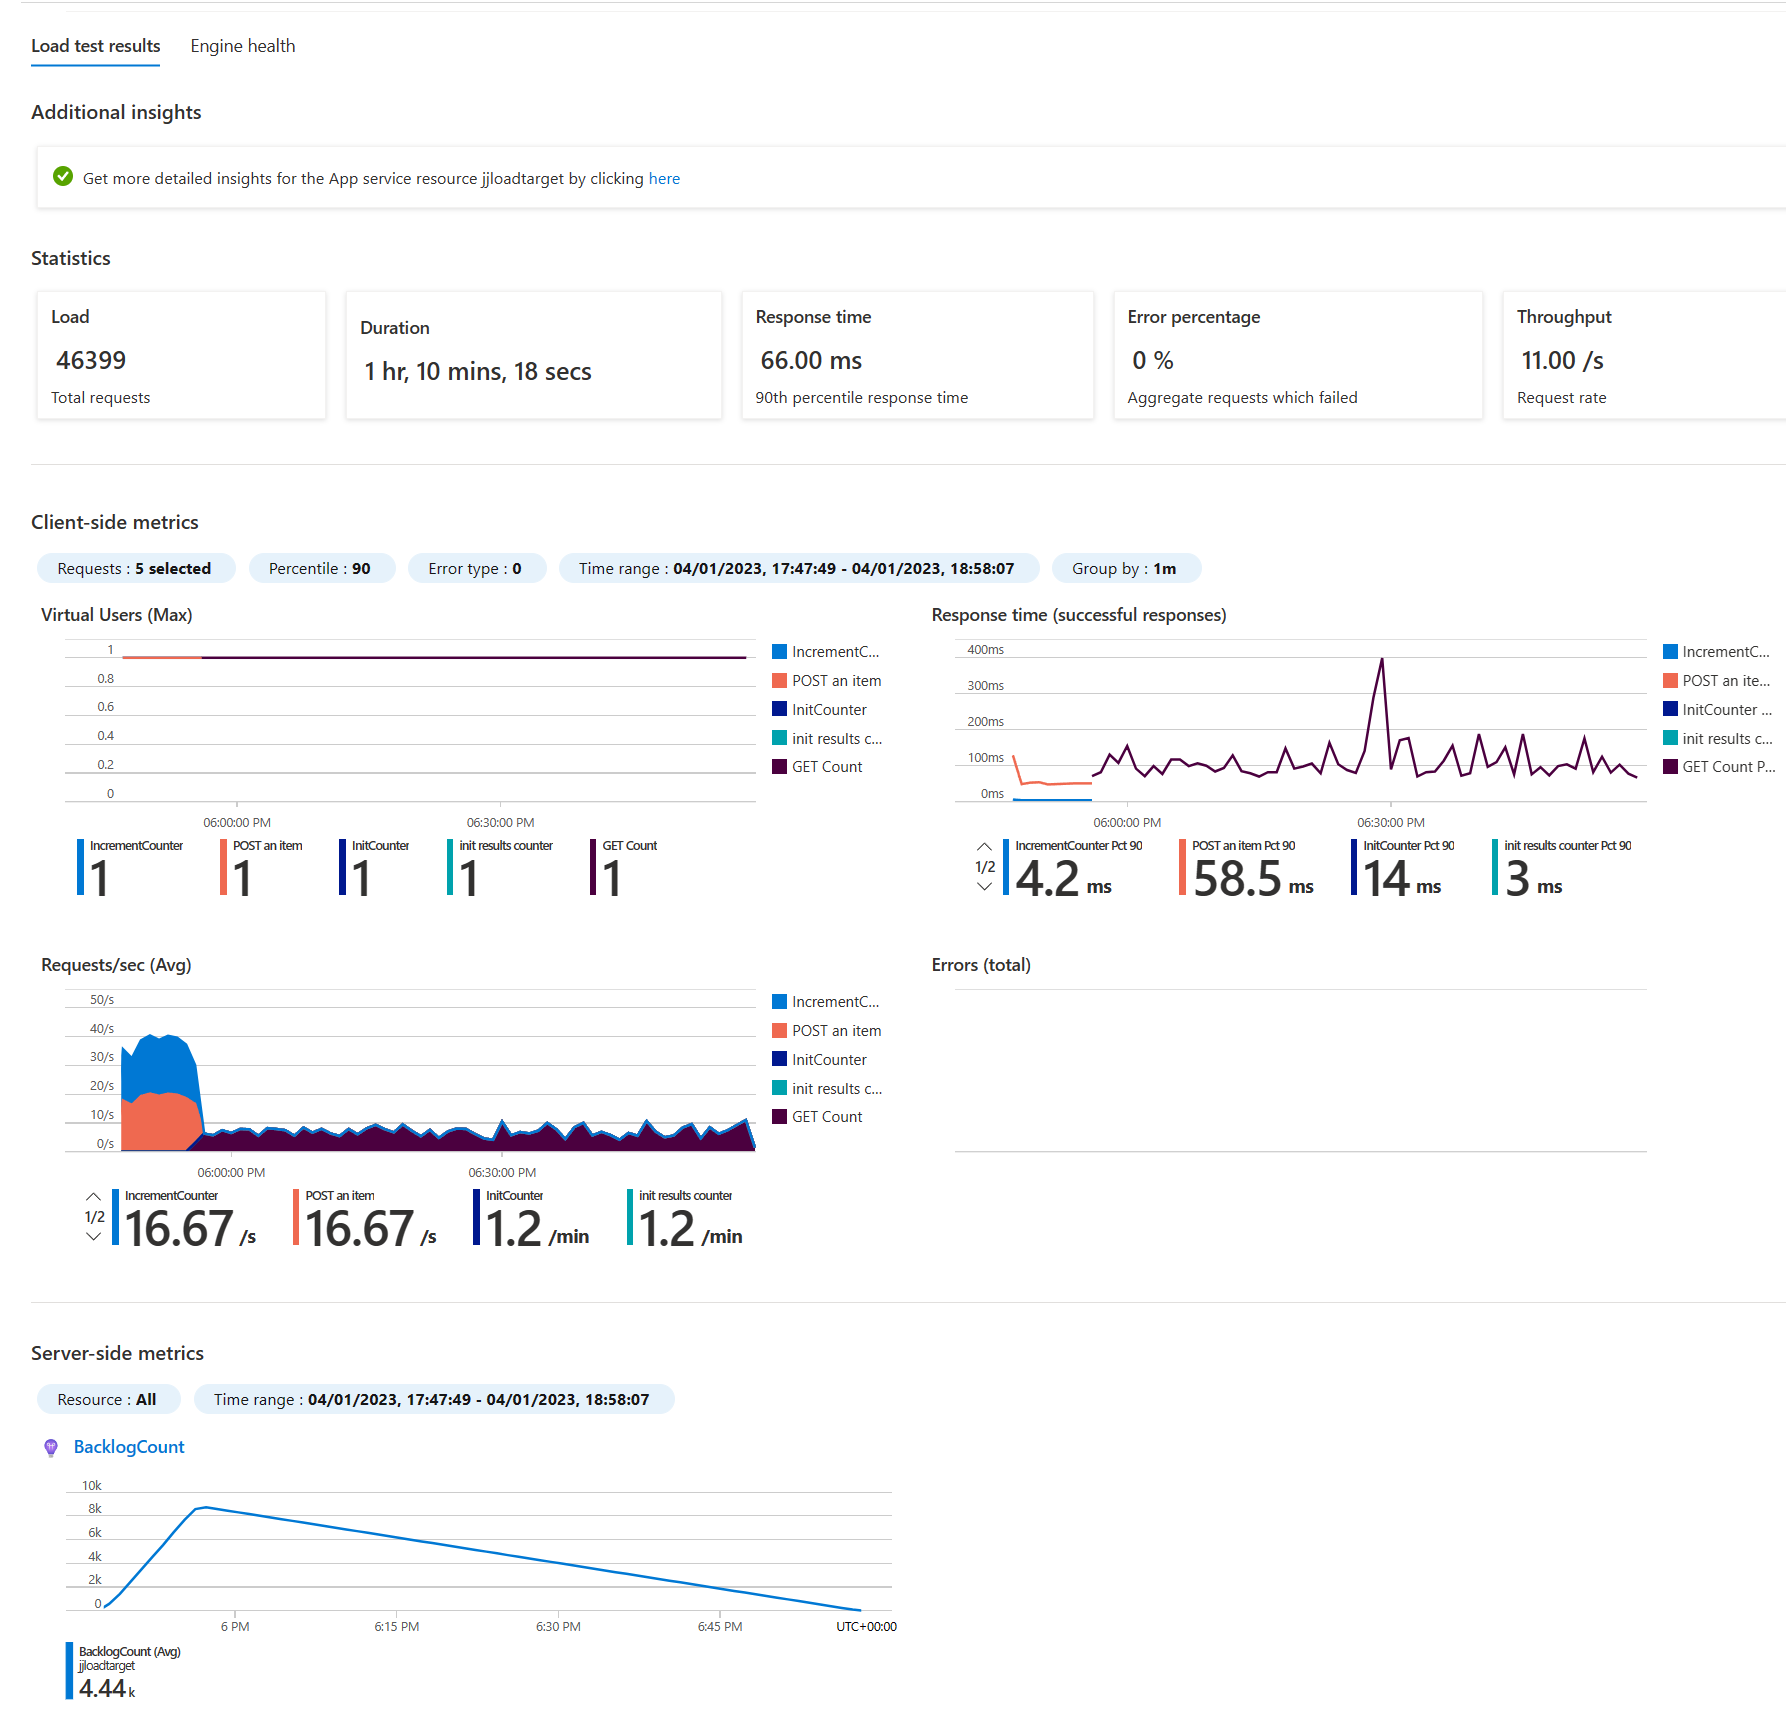 Load test results Engine health
Additional insights
Get more detailed insights for the App service resource jjloadtarget by clicking here
Statistics
Load
46399
Total requests
Duration
1 hr, 10 mins, 18 secs
Response time
66.00 ms
90th percentile response time
Error percentage
0 %
Aggregate requests which failed
Throughput
11.00 /s
Request rate
Client-side metrics
Requests : 5 selected Percentile : 90 Error type : 0 Time range : 04/01/2023, 17:47:49 - 04/01/2023, 18:58:07 Group by : 1m
Virtual Users (Max)
1
0.8
0.6
0.4
0.2
0
06:00:00 PM 06:30:00 PM
IncrementC...
POST an item
InitCounter
init results c...
GET Count
IncrementCounter
1
POST an item
1
InitCounter
1
init results counter
1
GET Count
1
Response time (successful responses)
400ms
300ms
200ms
100ms
0ms
06:00:00 PM 06:30:00 PM
IncrementC...
POST an ite...
InitCounter ...
init results c...
GET Count P...
1/2
IncrementCounter Pct 90
4.2 ms
POST an item Pct 90
58.5 ms
InitCounter Pct 90
14 ms
init results counter Pct 90
3 ms
Requests/sec (Avg)
50/s
40/s
30/s
20/s
10/s
0/s
06:00:00 PM 06:30:00 PM
IncrementC...
POST an item
InitCounter
init results c...
GET Count
1/2
IncrementCounter
16.67 /s
POST an item
16.67 /s
InitCounter
1.2 /min
init results counter
1.2 /min
Errors (total)
Server-side metrics
Resource : All Time range : 04/01/2023, 17:47:49 - 04/01/2023, 18:58:07
BacklogCount
10k
8k
6k
4k
2k
0
6 PM 6:15 PM 6:30 PM 6:45 PM UTC+00:00
BacklogCount (Avg)
jjloadtarget
4.44 k